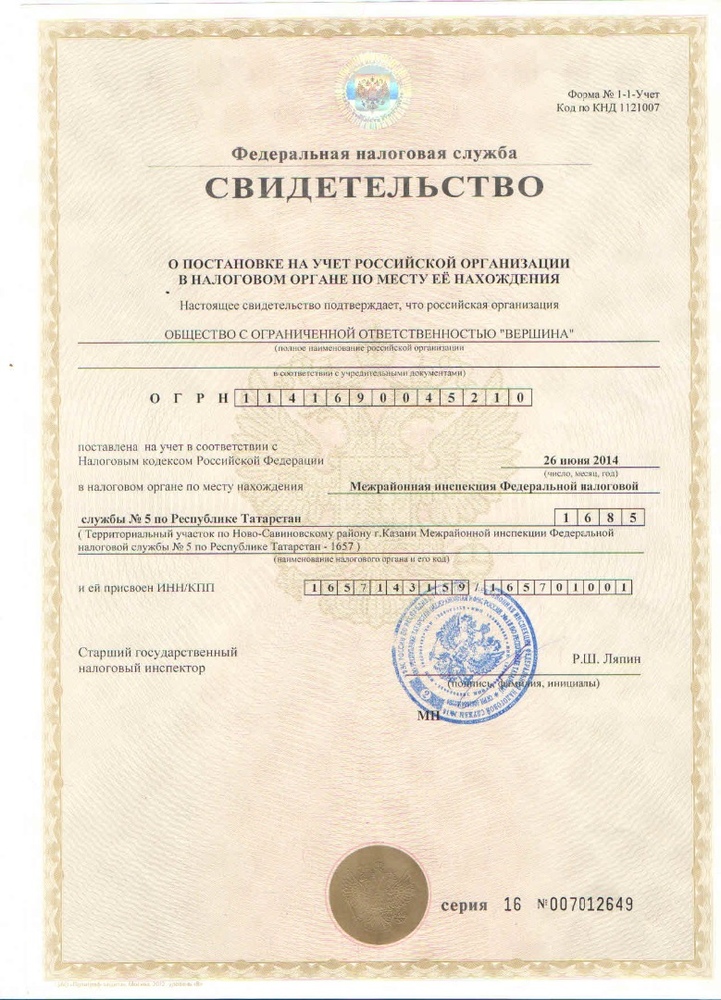 Форма № 1-1-Учет
Код по КНД 1121007
Федеральная налоговая служба
СВИДЕТЕЛЬСТВО
О ПОСТАНОВКЕ НА УЧЕТ РОССИЙСКОЙ ОРГАНИЗАЦИИ
В НАЛОГОВОМ ОРГАНЕ ПО МЕСТУ ЕЁ НАХОЖДЕНИЯ
Настоящее свидетельство подтверждает, что российская организация
ОБЩЕСТВО С ОГРАНИЧЕННОЙ ОТВЕТСТВЕННОСТЬЮ "ВЕРШИНА"
(полное наименование российской организации
в соответствии с учредительными документами)
О Г Р Н 1 1 4 1 6 9 0 0 4 5 2 1 0
поставлена на учет в соответствии с
Налоговым кодексом Российской Федерации 26 июня 2014
(число, месяц, год)
в налоговом органе по месту нахождения Межрайонная инспекция Федеральной налоговой
службы № 5 по Республике Татарстан 1 6 8 5
( Территориальный участок по Ново-Савиновскому району г.Казани Межрайонной инспекции Федеральной
налоговой службы № 5 по Республике Татарстан - 1657 )
(наименование налогового органа и его код)
и ей присвоен ИНН/КПП 1 6 5 7 1 4 3 1 5 9 / 1 6 5 7 0 1 0 0 1
Старший государственный
налоговый инспектор Р.Ш. Ляпин
(подпись, фамилия, инициалы)
МП
серия 16 №007012649